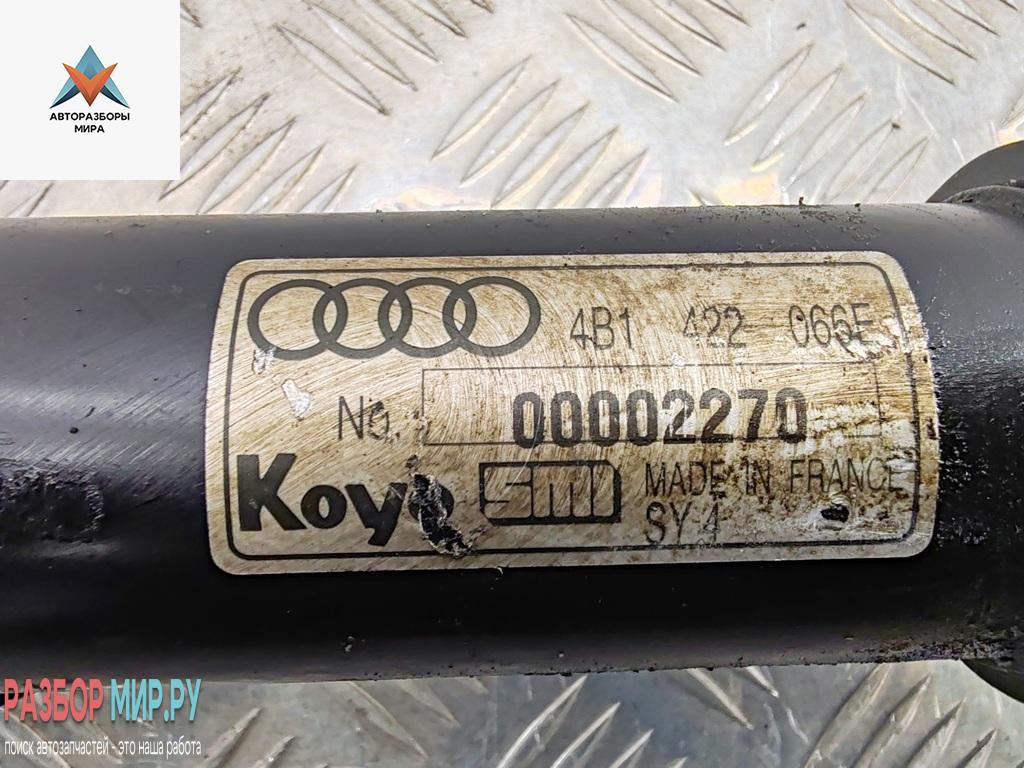 АВТОРАЗБОРЫ
МИРА
4B1 422 066E
No. 00002270
Koyo SMI MADE IN FRANCE
SY 4
РАЗБОР МИР.РУ
поиск автозапчастей - это наша работа